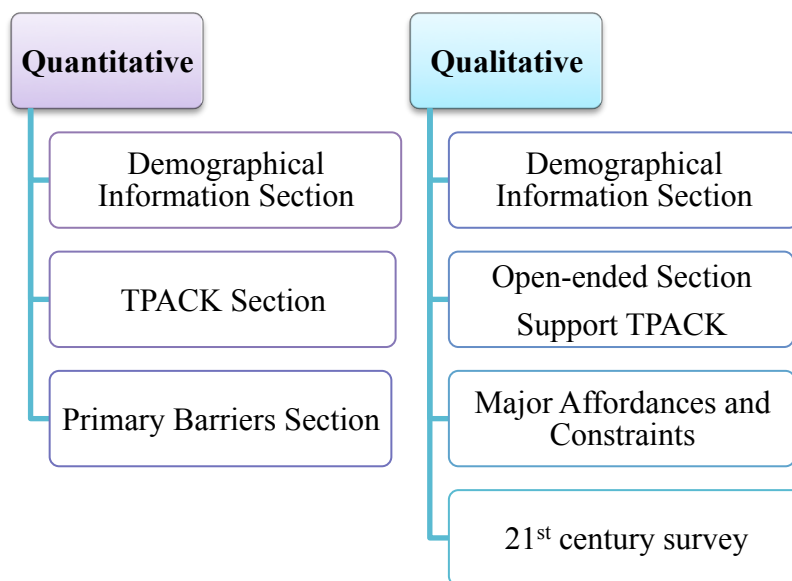 Quantitative
Demographical
Information Section
TPACK Section
Primary Barriers Section
Qualitative
Demographical
Information Section
Open-ended Section
Support TPACK
Major Affordances and
Constraints
21st century survey